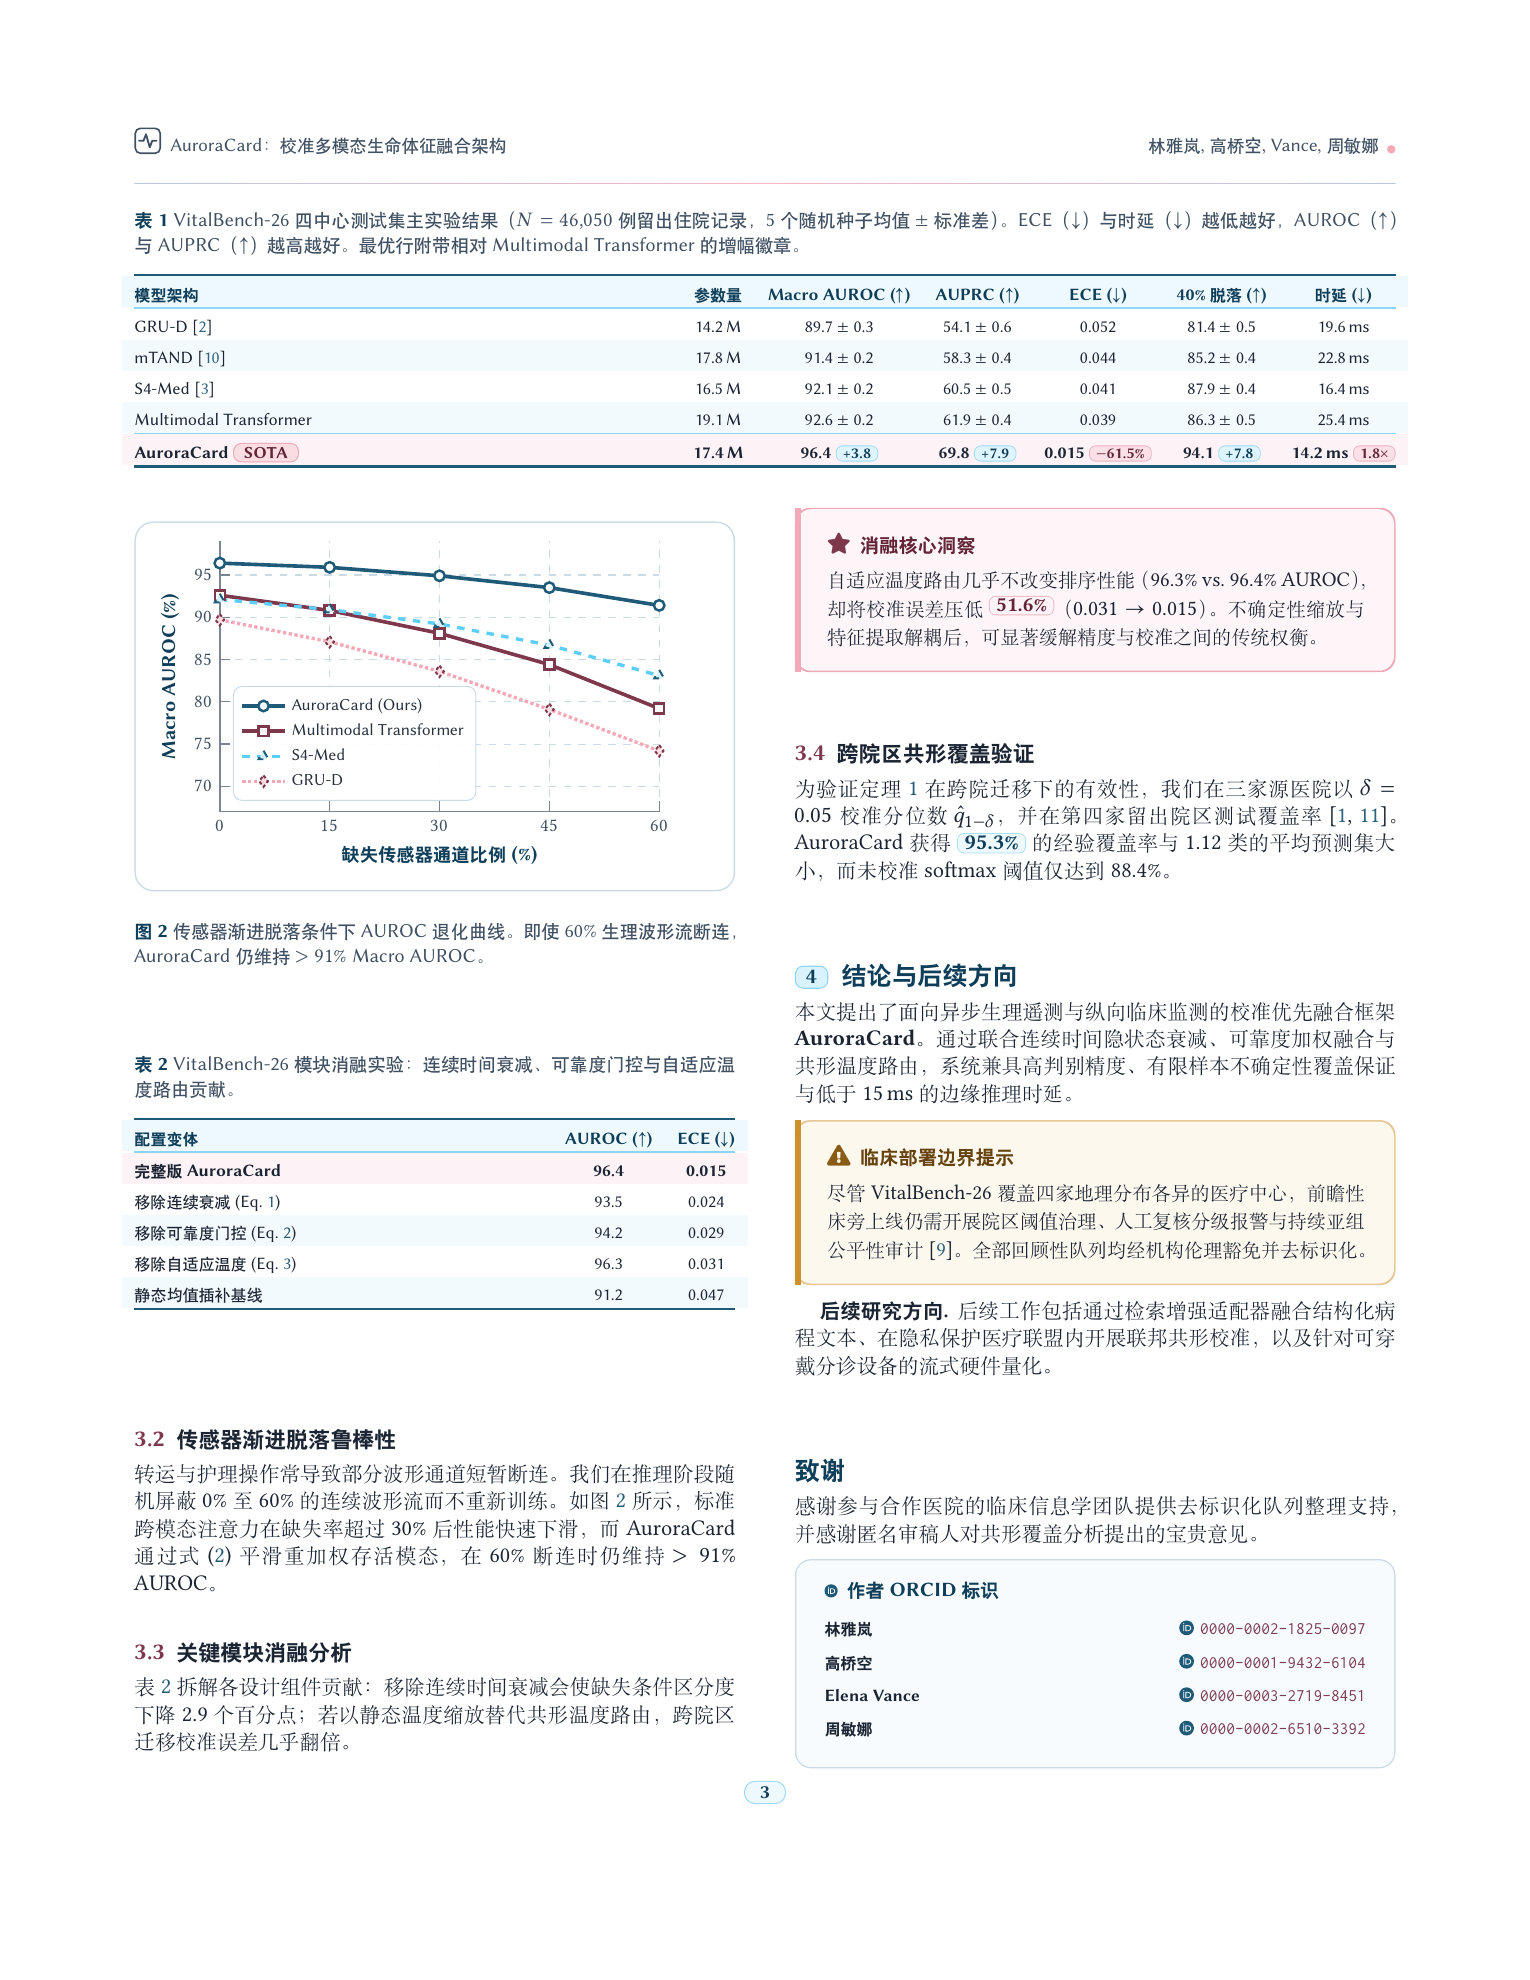 AuroraCard：校准多模态生命体征融合架构
林雅岚, 高桥空, Vance, 周敏娜
表 1 VitalBench-26 四中心测试集主实验结果（N = 46,050 例留出住院记录，5 个随机种子均值 ± 标准差）。ECE（↓）与时延（↓）越低越好，AUROC（↑）
与 AUPRC（↑）越高越好。最优行附带相对 Multimodal Transformer 的增幅徽章。
模型架构 参数量 Macro AUROC (↑) AUPRC (↑) ECE (↓) 40% 脱落 (↑) 时延 (↓)
GRU-D [2] 14.2 M 89.7 ± 0.3 54.1 ± 0.6 0.052 81.4 ± 0.5 19.6 ms
mTAND [10] 17.8 M 91.4 ± 0.2 58.3 ± 0.4 0.044 85.2 ± 0.4 22.8 ms
S4-Med [3] 16.5 M 92.1 ± 0.2 60.5 ± 0.5 0.041 87.9 ± 0.4 16.4 ms
Multimodal Transformer 19.1 M 92.6 ± 0.2 61.9 ± 0.4 0.039 86.3 ± 0.5 25.4 ms
AuroraCard SOTA 17.4 M 96.4 +3.8 69.8 +7.9 0.015 −61.5% 94.1 +7.8 14.2 ms 1.8×
Macro AUROC (%)
95
90
85
80
75
70
AuroraCard (Ours)
Multimodal Transformer
S4-Med
GRU-D
0 15 30 45 60
缺失传感器通道比例 (%)
图 2 传感器渐进脱落条件下 AUROC 退化曲线。即使 60% 生理波形流断连，
AuroraCard 仍维持 > 91% Macro AUROC。
表 2 VitalBench-26 模块消融实验：连续时间衰减、可靠度门控与自适应温
度路由贡献。
配置变体 AUROC (↑) ECE (↓)
完整版 AuroraCard 96.4 0.015
移除连续衰减 (Eq. 1) 93.5 0.024
移除可靠度门控 (Eq. 2) 94.2 0.029
移除自适应温度 (Eq. 3) 96.3 0.031
静态均值插补基线 91.2 0.047
3.2 传感器渐进脱落鲁棒性
转运与护理操作常导致部分波形通道短暂断连。我们在推理阶段随
机屏蔽 0% 至 60% 的连续波形流而不重新训练。如图 2 所示，标准
跨模态注意力在缺失率超过 30% 后性能快速下滑，而 AuroraCard
通过式 (2) 平滑重加权存活模态，在 60% 断连时仍维持 > 91%
AUROC。
3.3 关键模块消融分析
表 2 拆解各设计组件贡献：移除连续时间衰减会使缺失条件区分度
下降 2.9 个百分点；若以静态温度缩放替代共形温度路由，跨院区
迁移校准误差几乎翻倍。
消融核心洞察
自适应温度路由几乎不改变排序性能（96.3% vs. 96.4% AUROC），
却将校准误差压低 51.6%（0.031 → 0.015）。不确定性缩放与
特征提取解耦后，可显著缓解精度与校准之间的传统权衡。
3.4 跨院区共形覆盖验证
为验证定理 1 在跨院迁移下的有效性，我们在三家源医院以 δ =
0.05 校准分位数 q̂₁₋δ，并在第四家留出院区测试覆盖率 [1, 11]。
AuroraCard 获得 95.3% 的经验覆盖率与 1.12 类的平均预测集大
小，而未校准 softmax 阈值仅达到 88.4%。
4 结论与后续方向
本文提出了面向异步生理遥测与纵向临床监测的校准优先融合框架
AuroraCard。通过联合连续时间隐状态衰减、可靠度加权融合与
共形温度路由，系统兼具高判别精度、有限样本不确定性覆盖保证
与低于 15 ms 的边缘推理时延。
临床部署边界提示
尽管 VitalBench-26 覆盖四家地理分布各异的医疗中心，前瞻性
床旁上线仍需开展院区阈值治理、人工复核分级报警与持续亚组
公平性审计 [9]。全部回顾性队列均经机构伦理豁免并去标识化。
后续研究方向. 后续工作包括通过检索增强适配器融合结构化病
程文本、在隐私保护医疗联盟内开展联邦共形校准，以及针对可穿
戴分诊设备的流式硬件量化。
致谢
感谢参与合作医院的临床信息学团队提供去标识化队列整理支持，
并感谢匿名审稿人对共形覆盖分析提出的宝贵意见。
作者 ORCID 标识
林雅岚 0000-0002-1825-0097
高桥空 0000-0001-9432-6104
Elena Vance 0000-0003-2719-8451
周敏娜 0000-0002-6510-3392
3